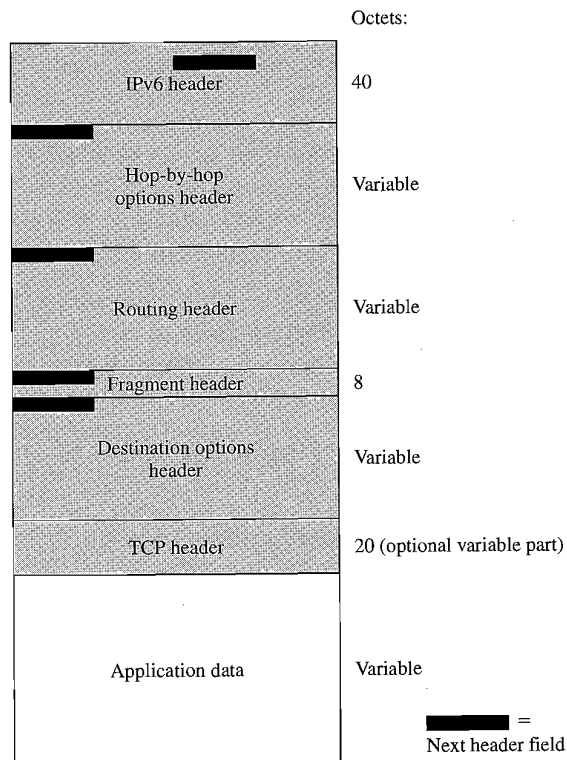 Octets:
IPv6 header
40
Hop-by-hop
options header
Variable
Routing header
Variable
Fragment header
8
Destination options
header
Variable
TCP header
20 (optional variable part)
Application data
Variable
=
Next header field